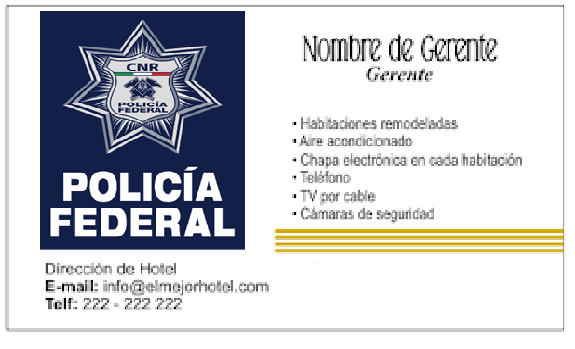 CNR
POLICÍA
FEDERAL
POLICÍA
FEDERAL
Dirección de Hotel
E-mail: info@elmejorhotel.com
Telf: 222 - 222 222
Nombre de Gerente
Gerente
• Habitaciones remodeladas
• Aire acondicionado
• Chapa electrónica en cada habitación
• Teléfono
• TV por cable
• Cámaras de seguridad